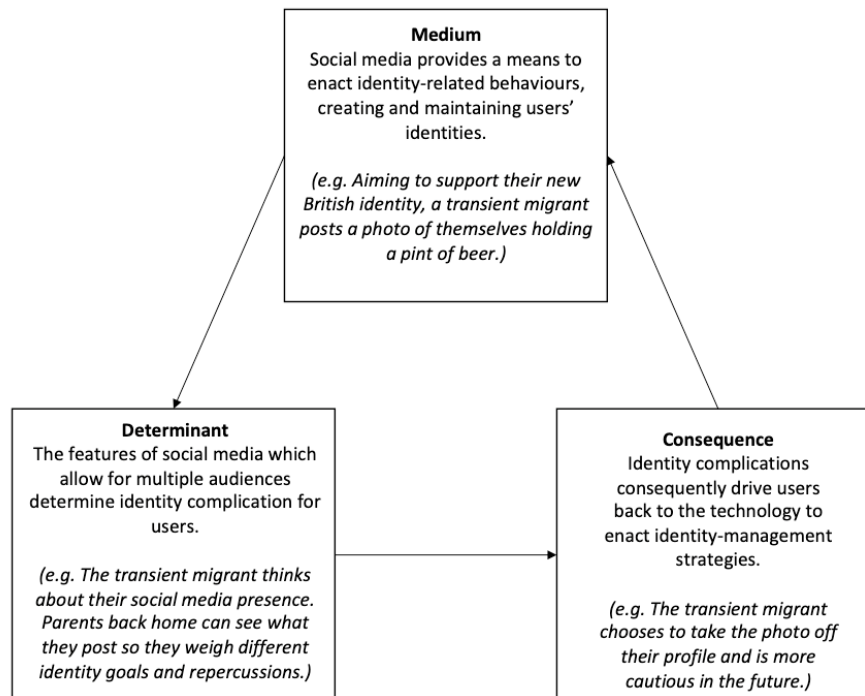 Medium
Social media provides a means to
enact identity-related behaviours,
creating and maintaining users’
identities.
(e.g. Aiming to support their new
British identity, a transient migrant
posts a photo of themselves holding
a pint of beer.)
Determinant
The features of social media which
allow for multiple audiences
determine identity complication for
users.
(e.g. The transient migrant thinks
about their social media presence.
Parents back home can see what
they post so they weigh different
identity goals and repercussions.)
Consequence
Identity complications
consequently drive users
back to the technology to
enact identity-management
strategies.
(e.g. The transient migrant
chooses to take the photo off
their profile and is more
cautious in the future.)